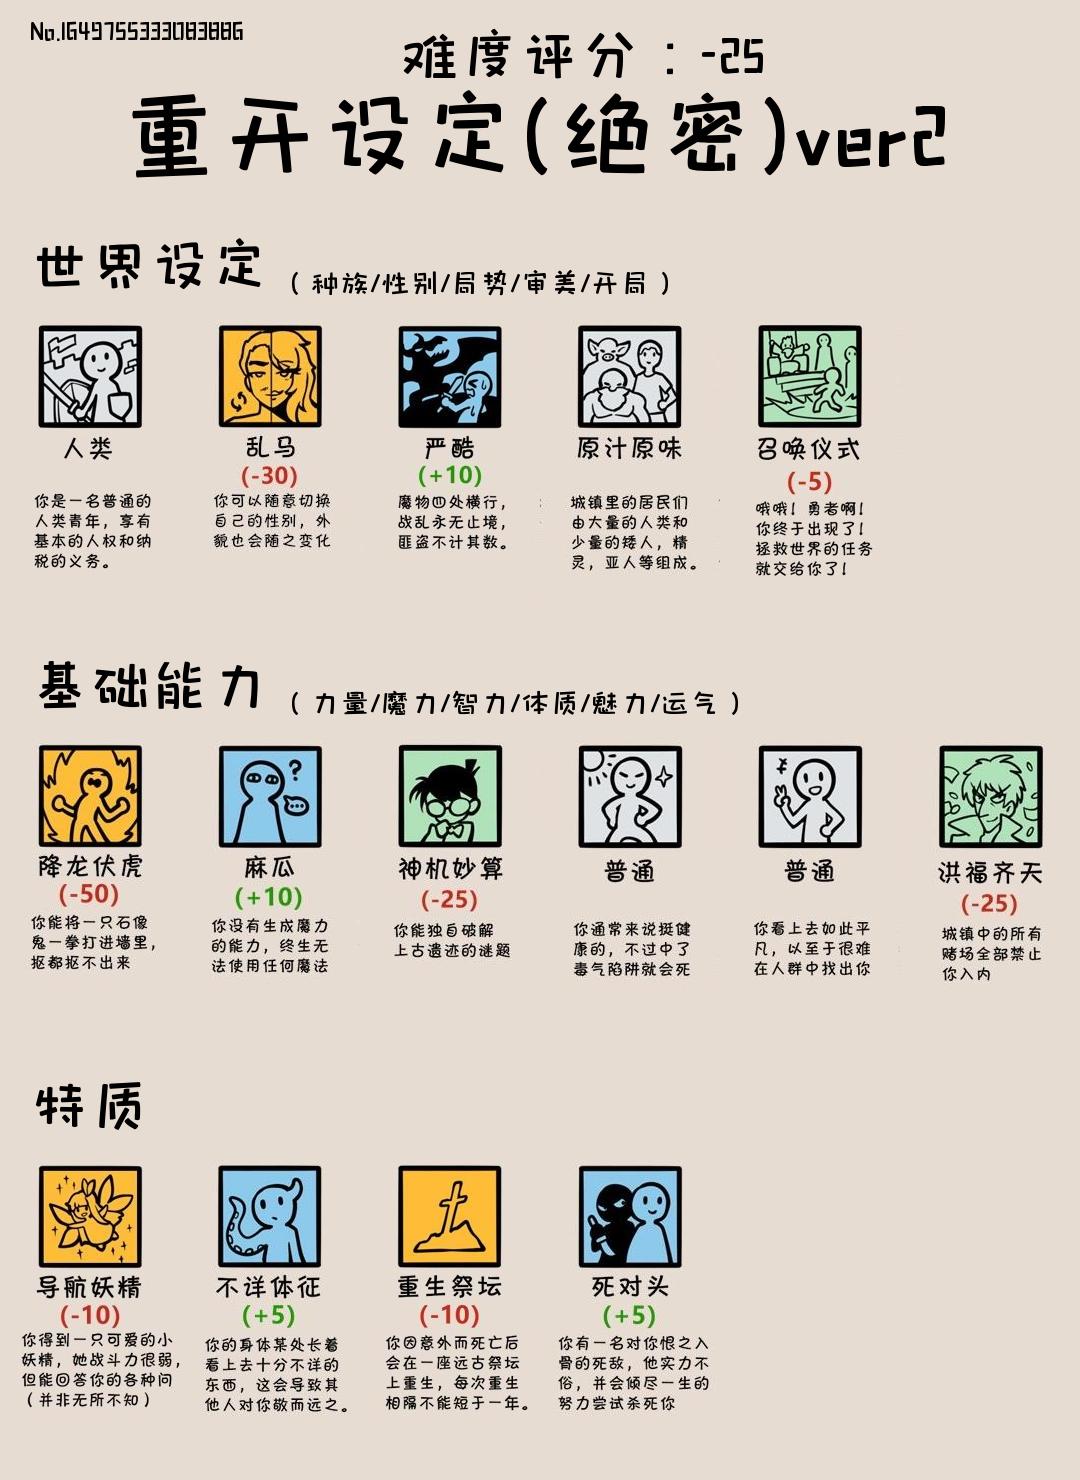 No.1649755333083886
难度评分：-25
重开设定(绝密)ver2
世界设定（种族/性别/局势/审美/开局）
人类
你是一名普通的
人类青年，享有
基本的人权和纳
税的义务。
乱马
(-30)
你可以随意切换
自己的性别，外
貌也会随之变化
严酷
(+10)
魔物四处横行，
战乱永无止境，
匪盗不计其数。
原汁原味
城镇里的居民们
由大量的人类和
少量的矮人，精
灵，亚人等组成。
召唤仪式
(-5)
哦哦！勇者啊！
你终于出现了！
拯救世界的任务
就交给你了！
基础能力（力量/魔力/智力/体质/魅力/运气）
降龙伏虎
(-50)
你能将一只石像
鬼一拳打进墙里，
抠都抠不出来
麻瓜
(+10)
你没有生成魔力
的能力，终生无
法使用任何魔法
神机妙算
(-25)
你能独自破解
上古遗迹的谜题
普通
你通常来说挺健
康的，不过中了
毒气陷阱就会死
普通
你看上去如此平
凡，以至于很难
在人群中找出你
洪福齐天
(-25)
城镇中的所有
赌场全部禁止
你入内
特质
导航妖精
(-10)
你得到一只可爱的小
妖精，她战斗力很弱，
但能回答你的各种问
（并非无所不知）
不详体征
(+5)
你的身体某处长着
看上去十分不详的
东西，这会导致其
他人对你敬而远之。
重生祭坛
(-10)
你因意外而死亡后
会在一座远古祭坛
上重生，每次重生
相隔不能短于一年。
死对头
(+5)
你有一名对你恨之入
骨的死敌，他实力不
俗，并会倾尽一生的
努力尝试杀死你